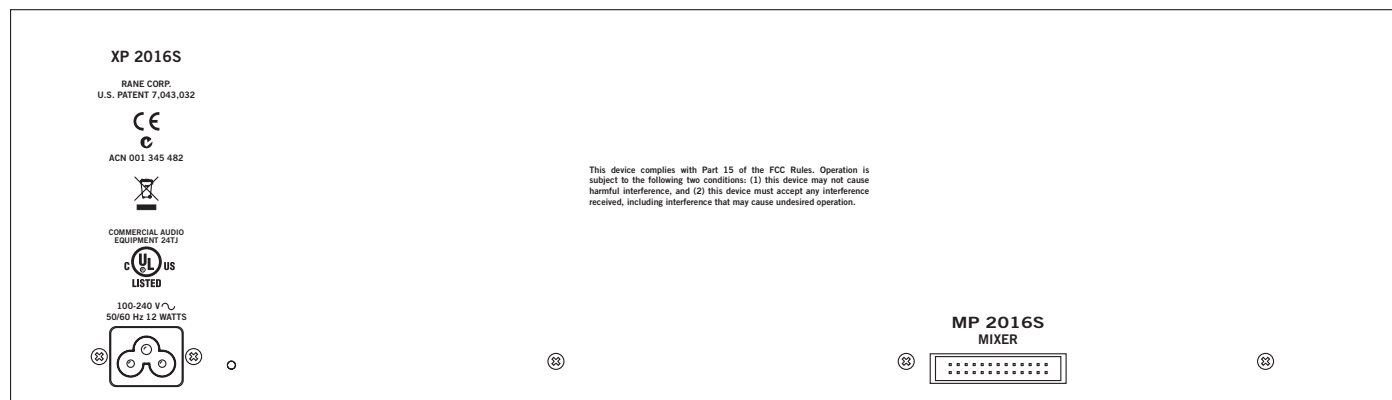 XP 2016S
RANE CORP.
U.S. PATENT 7,043,032
CE
ACN 001 345 482
COMMERCIAL AUDIO
EQUIPMENT 24TJ
C UL US
®
LISTED
100-240 V
50/60 Hz 12 WATTS
This device complies with Part 15 of the FCC Rules. Operation is
subject to the following two conditions: (1) this device may not cause
harmful interference, and (2) this device must accept any interference
received, including interference that may cause undesired operation.
MP 2016S
MIXER